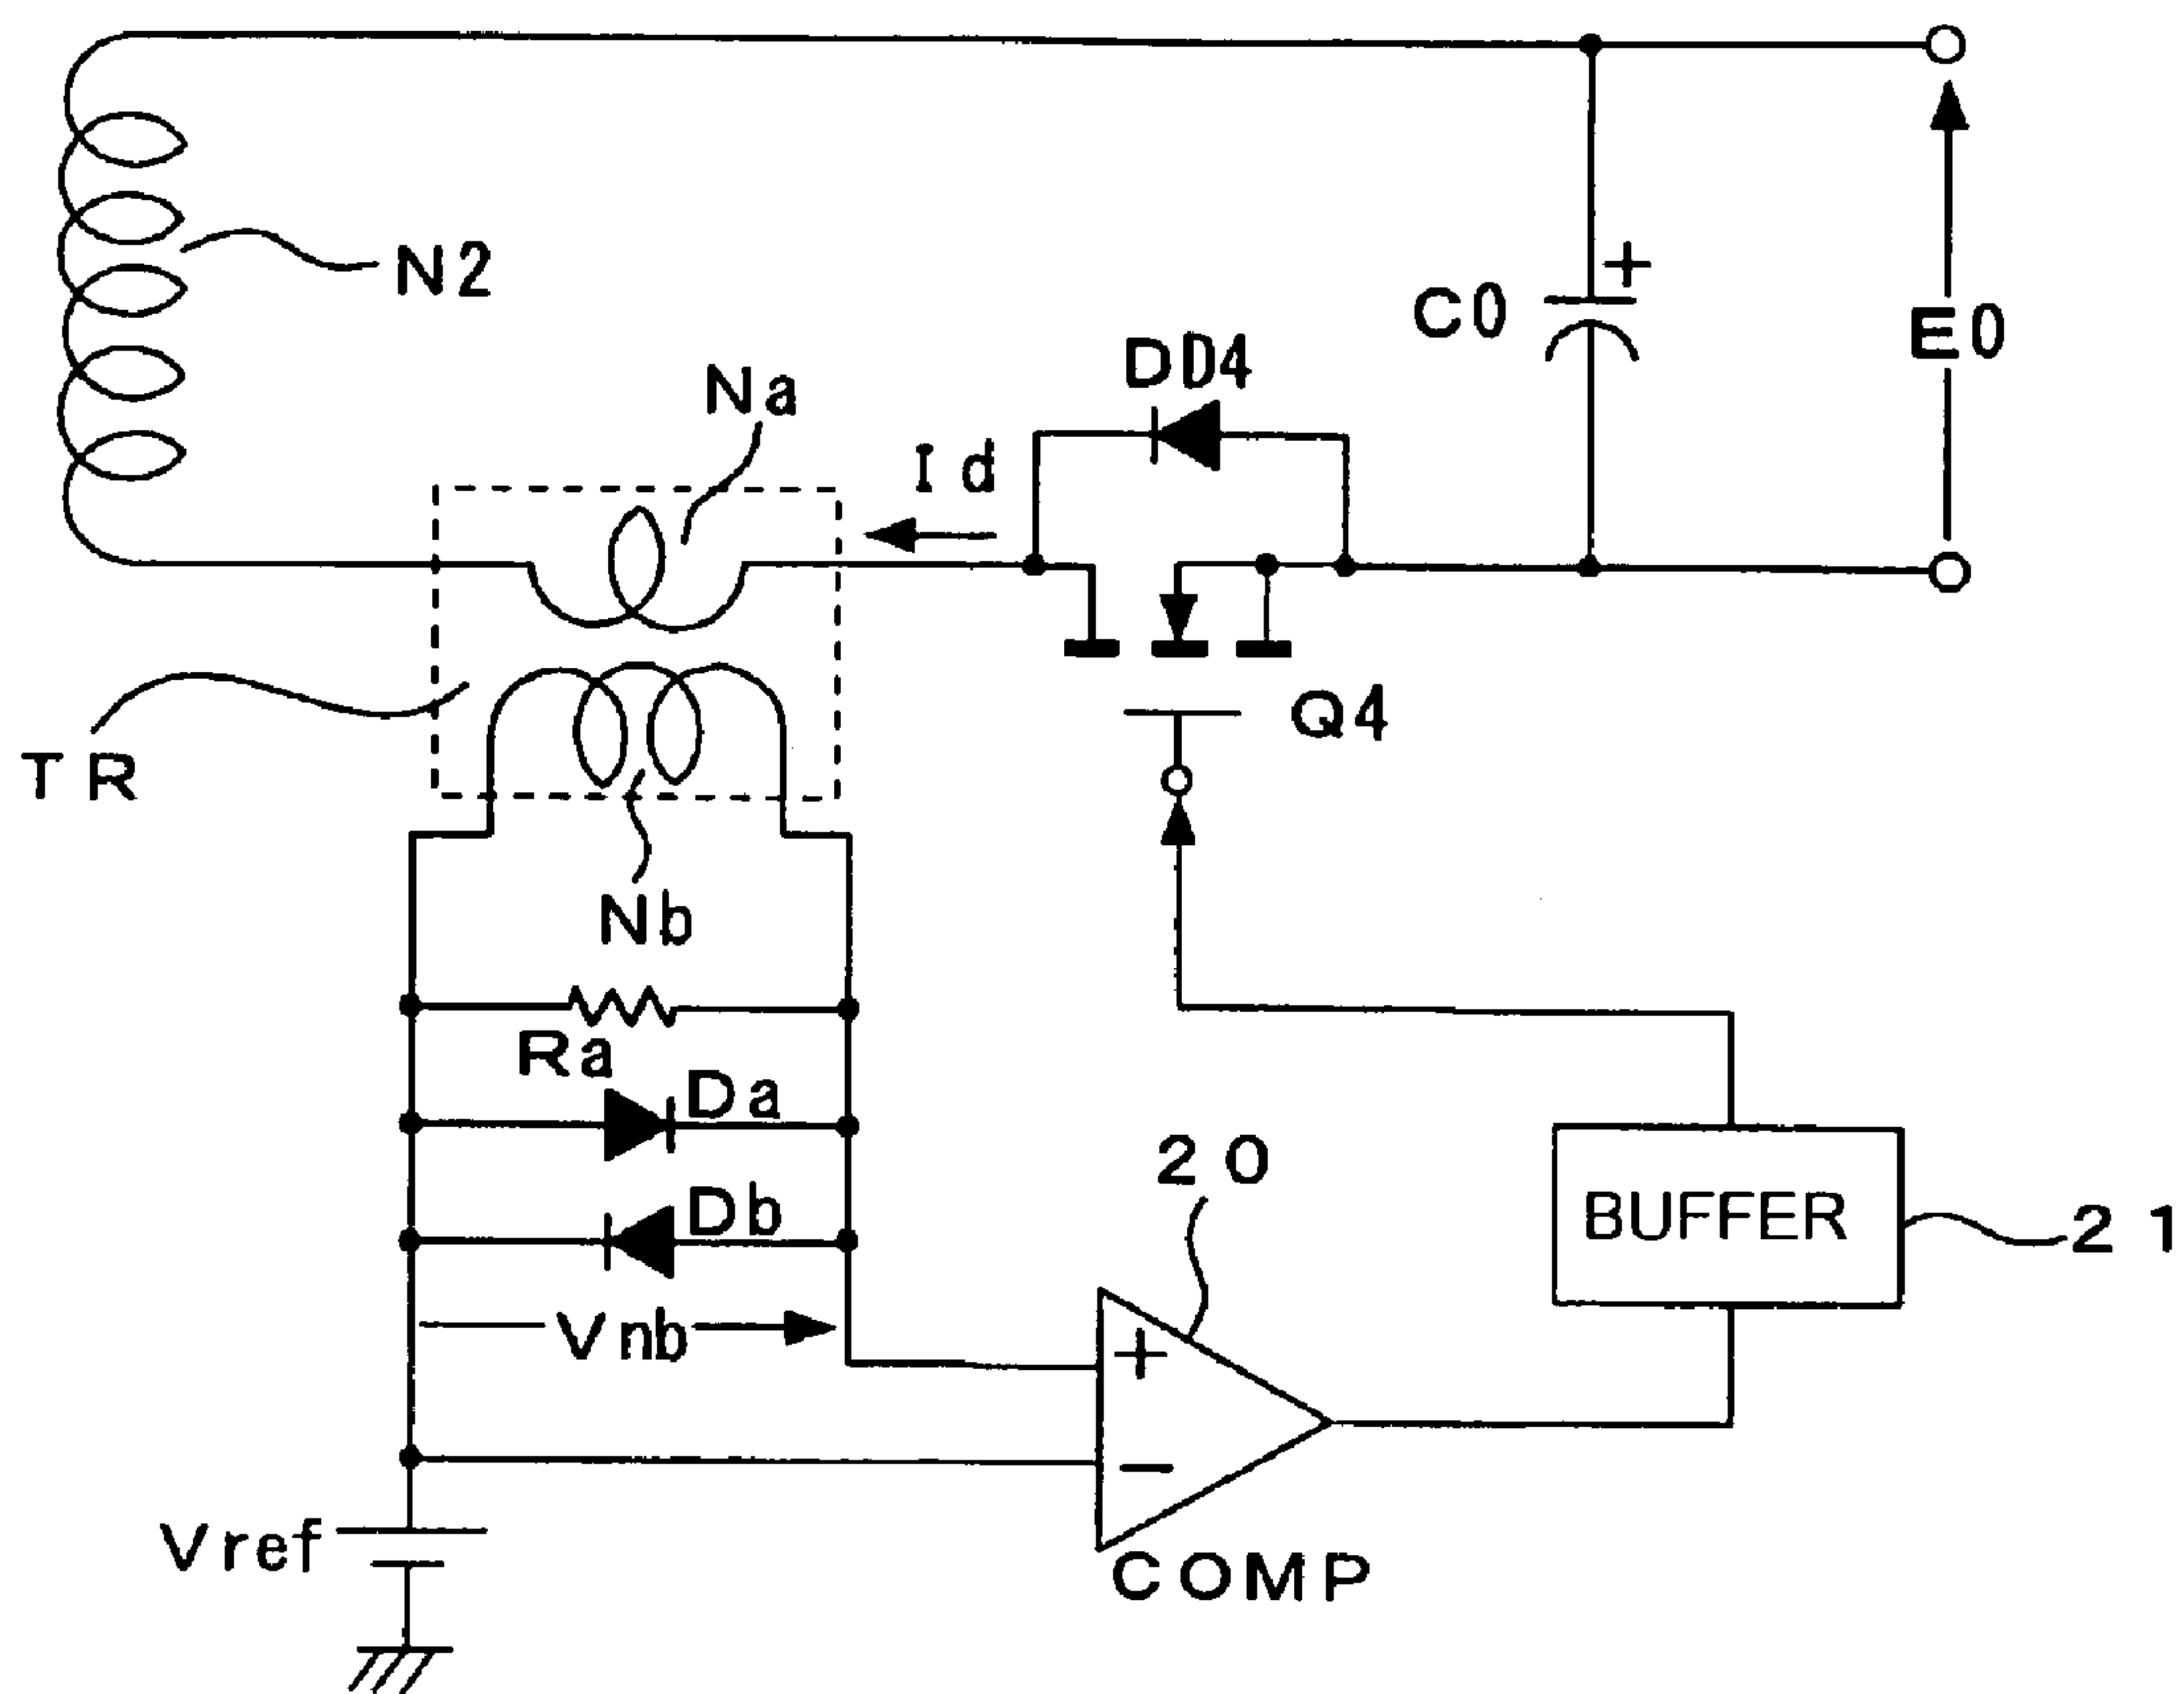 N2
Na
Id
DD4
C0
+
E0
TR
Q4
Nb
Ra
Da
Db
Vnb
20
BUFFER
21
+
−
Vref
COMP